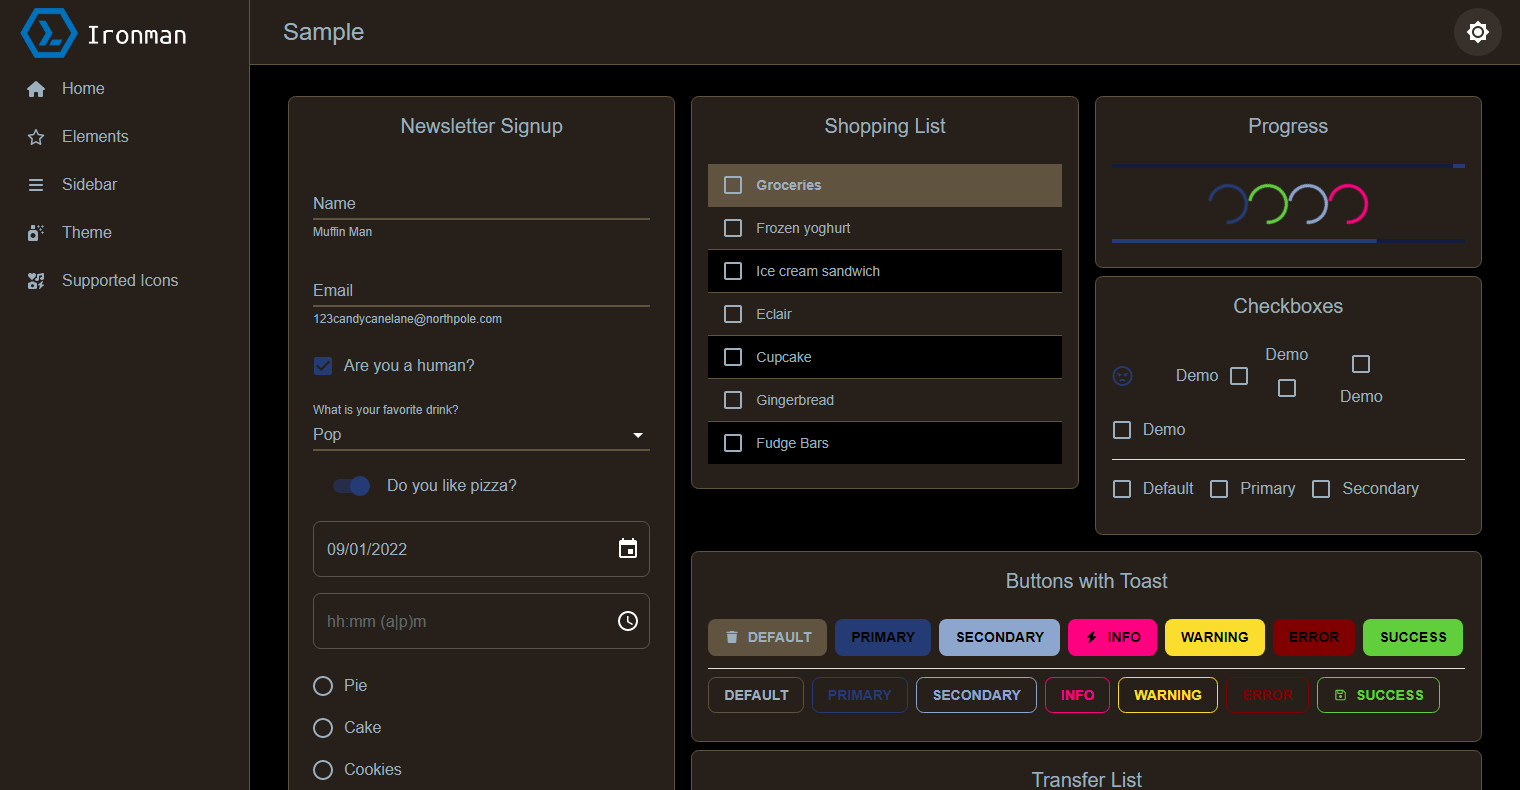 Ironman
Home
Elements
Sidebar
Theme
Supported Icons
Sample
Newsletter Signup
Name
Muffin Man
Email
123candycanelane@northpole.com
Are you a human?
What is your favorite drink?
Pop
Do you like pizza?
09/01/2022
hh:mm (a|p)m
Pie
Cake
Cookies
Shopping List
Groceries
Frozen yoghurt
Ice cream sandwich
Eclair
Cupcake
Gingerbread
Fudge Bars
Progress
Checkboxes
Demo
Demo
Demo
Demo
Default Primary Secondary
Buttons with Toast
DEFAULT PRIMARY SECONDARY INFO WARNING ERROR SUCCESS
DEFAULT PRIMARY SECONDARY INFO WARNING ERROR SUCCESS
Transfer List